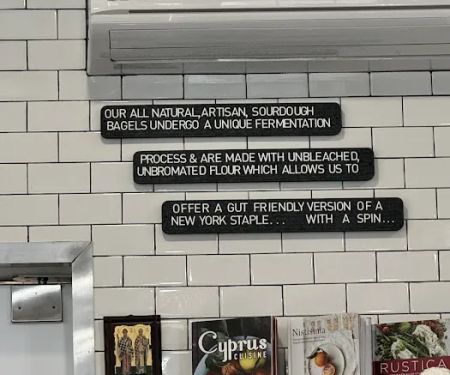 OUR ALL NATURAL,ARTISAN, SOURDOUGH
BAGELS UNDERGO A UNIQUE FERMENTATION
PROCESS & ARE MADE WITH UNBLEACHED,
UNBROMATED FLOUR WHICH ALLOWS US TO
OFFER A GUT FRIENDLY VERSION OF A
NEW YORK STAPLE... WITH A SPIN...
Cyprus
CUISINE
Nistisima
RUSTICA